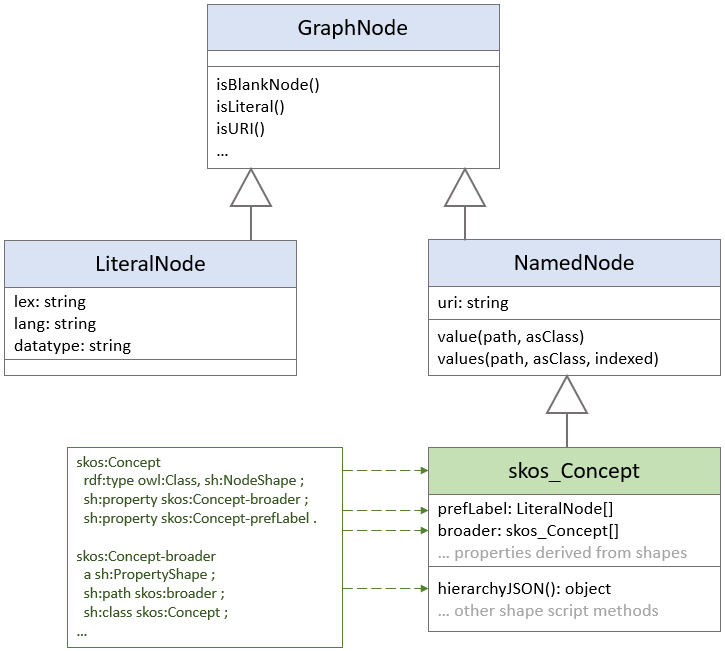 GraphNode
isBlankNode()
isLiteral()
isURI()
...
LiteralNode
lex: string
lang: string
datatype: string
NamedNode
uri: string
value(path, asClass)
values(path, asClass, indexed)
skos:Concept
rdf:type owl:Class, sh:NodeShape ;
sh:property skos:Concept-broader ;
sh:property skos:Concept-prefLabel .
skos:Concept-broader
a sh:PropertyShape ;
sh:path skos:broader ;
sh:class skos:Concept ;
...
skos_Concept
prefLabel: LiteralNode[]
broader: skos_Concept[]
... properties derived from shapes
hierarchyJSON(): object
... other shape script methods